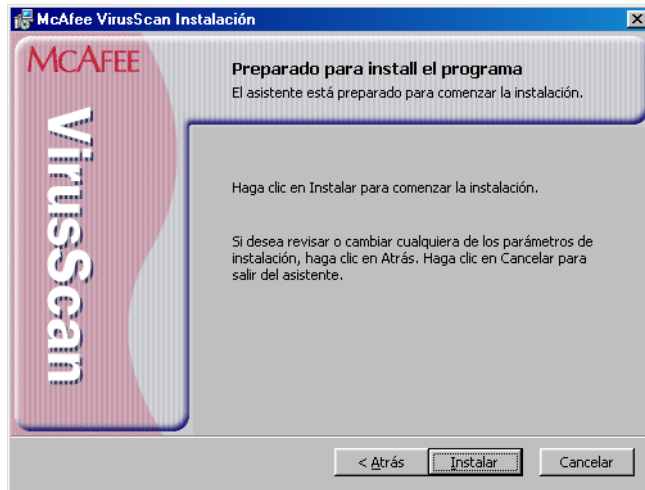 McAfee VirusScan Instalación
McAFEE
VirusScan
Preparado para install el programa
El asistente está preparado para comenzar la instalación.
Haga clic en Instalar para comenzar la instalación.
Si desea revisar o cambiar cualquiera de los parámetros de
instalación, haga clic en Atrás. Haga clic en Cancelar para
salir del asistente.
< Atrás
Instalar
Cancelar